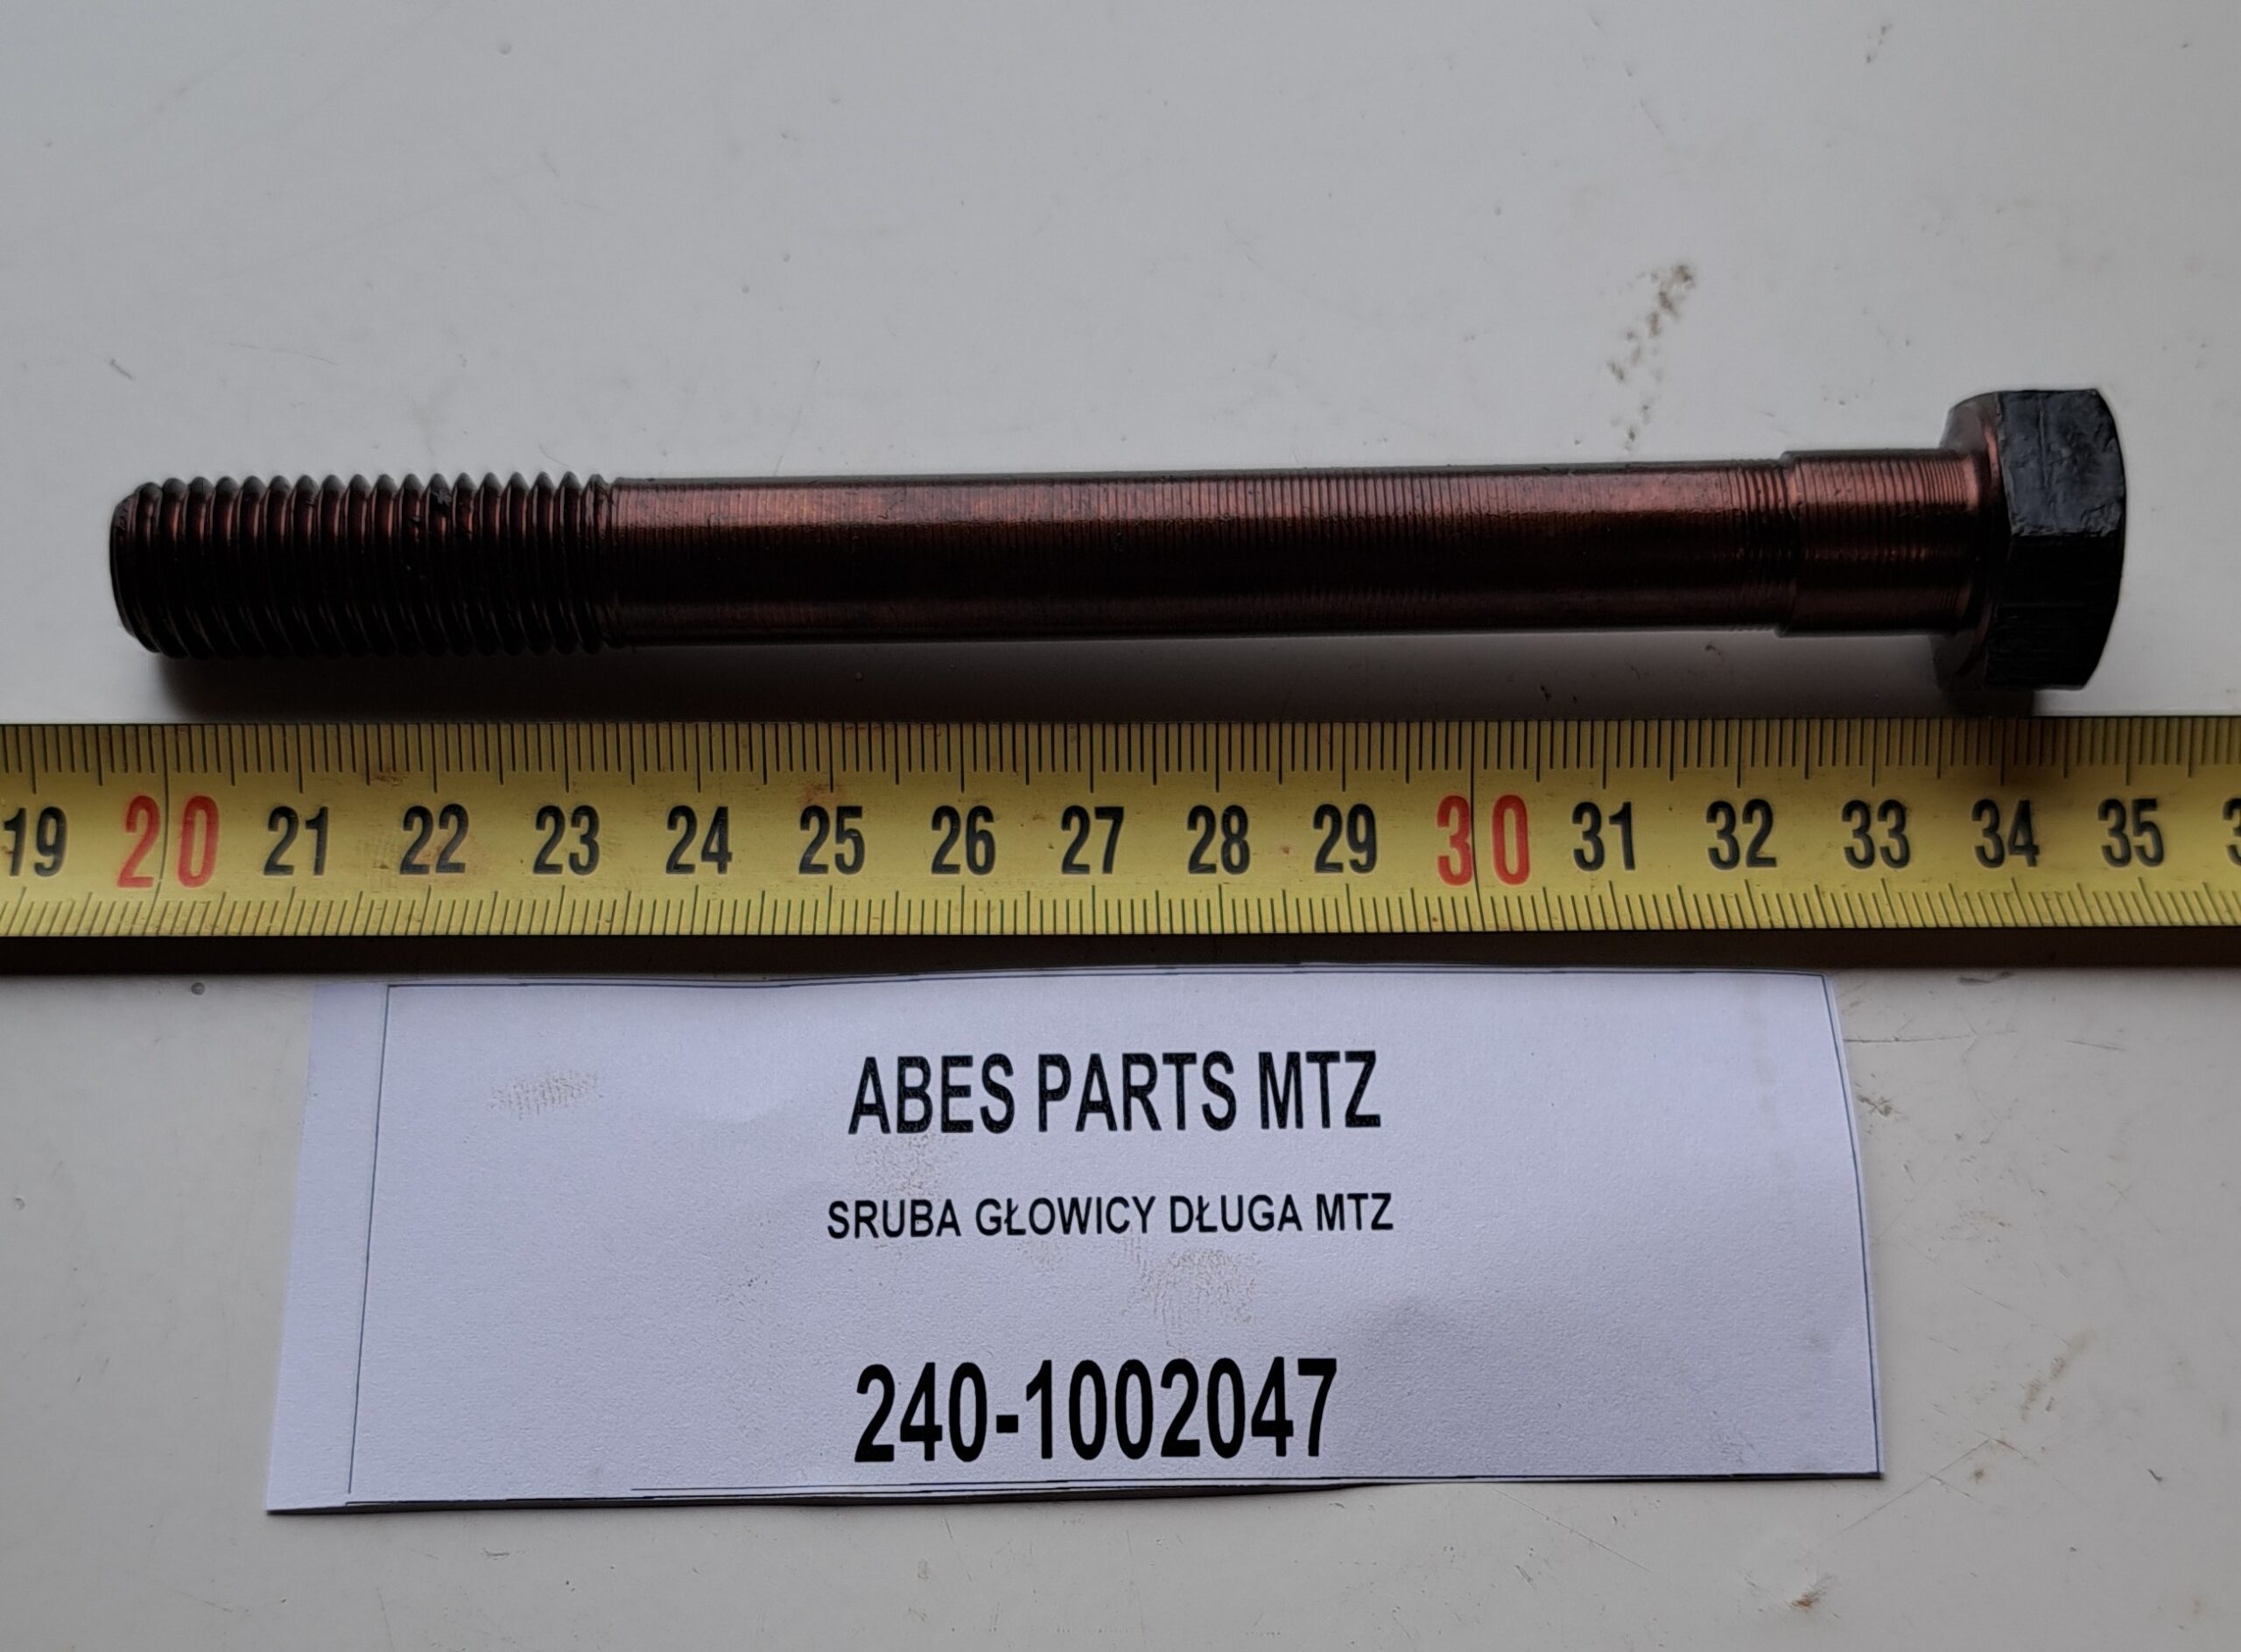 19 20 21 22 23 24 25 26 27 28 29 30 31 32 33 34 35
ABES PARTS MTZ
SRUBA GŁOWICY DŁUGA MTZ
240-1002047